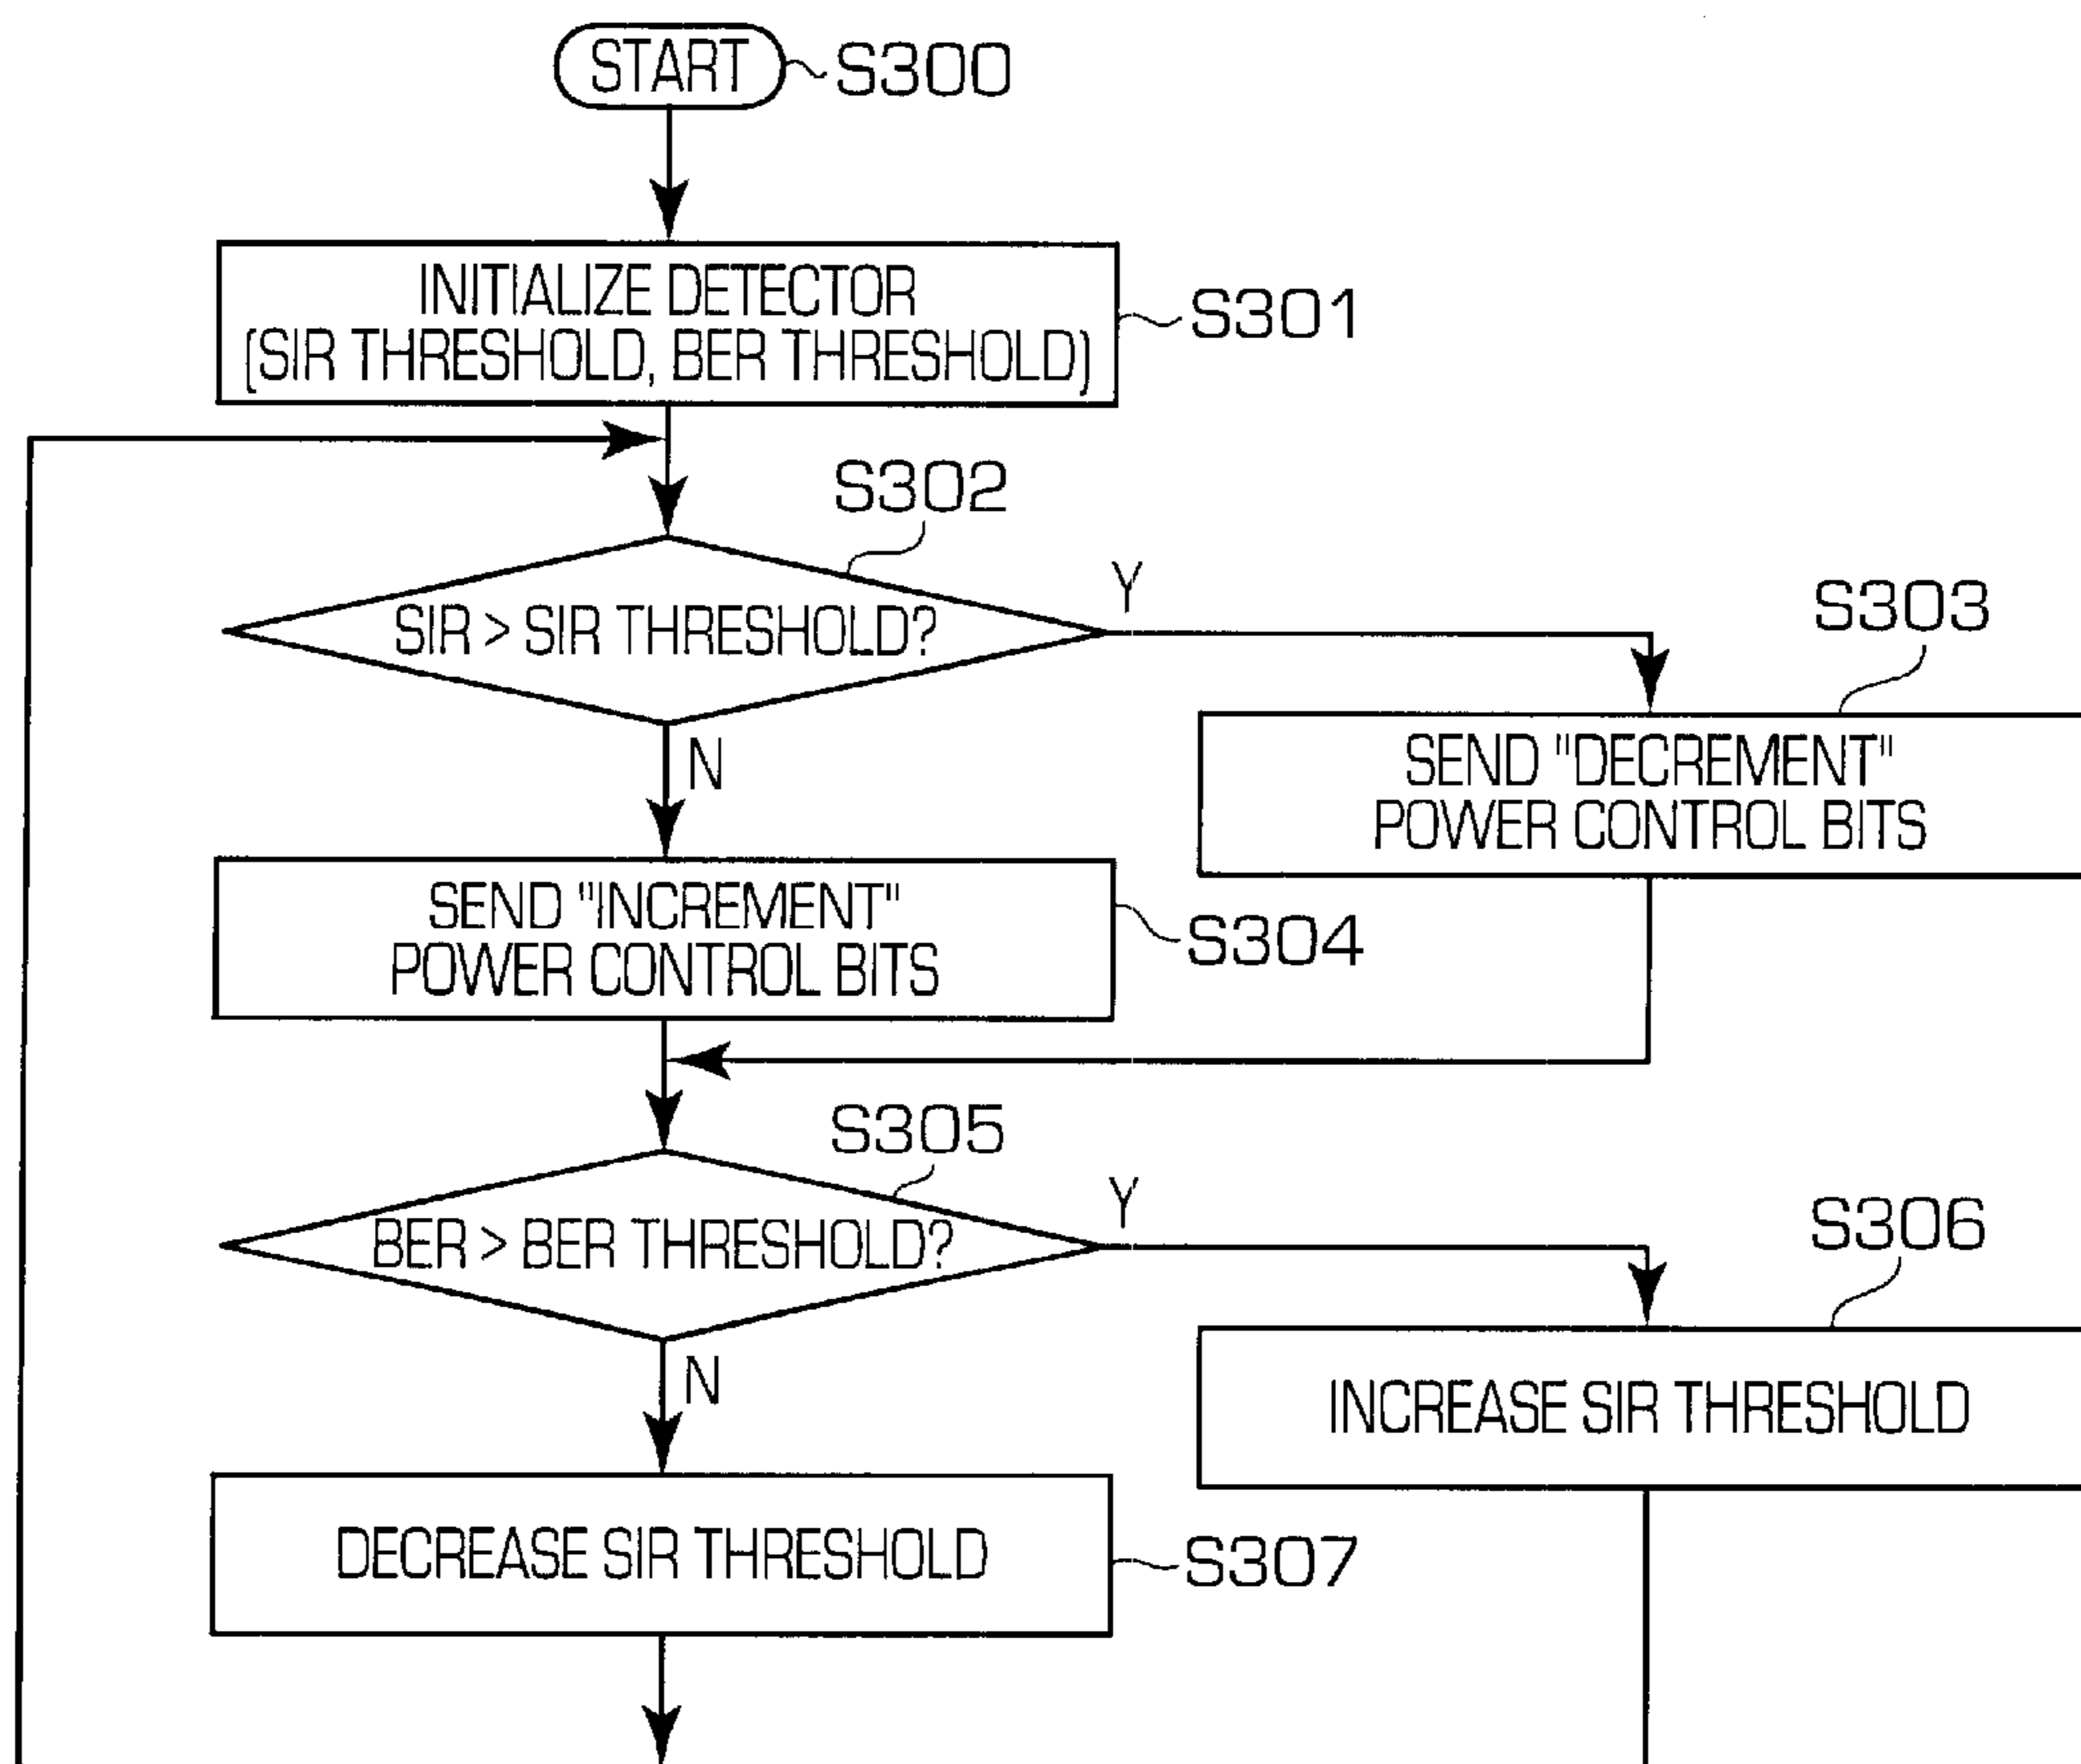 START
S300
INITIALIZE DETECTOR
(SIR THRESHOLD, BER THRESHOLD)
S301
S302
SIR > SIR THRESHOLD?
Y
N
S303
SEND "DECREMENT"
POWER CONTROL BITS
SEND "INCREMENT"
POWER CONTROL BITS
S304
S305
BER > BER THRESHOLD?
Y
N
S306
INCREASE SIR THRESHOLD
DECREASE SIR THRESHOLD
S307